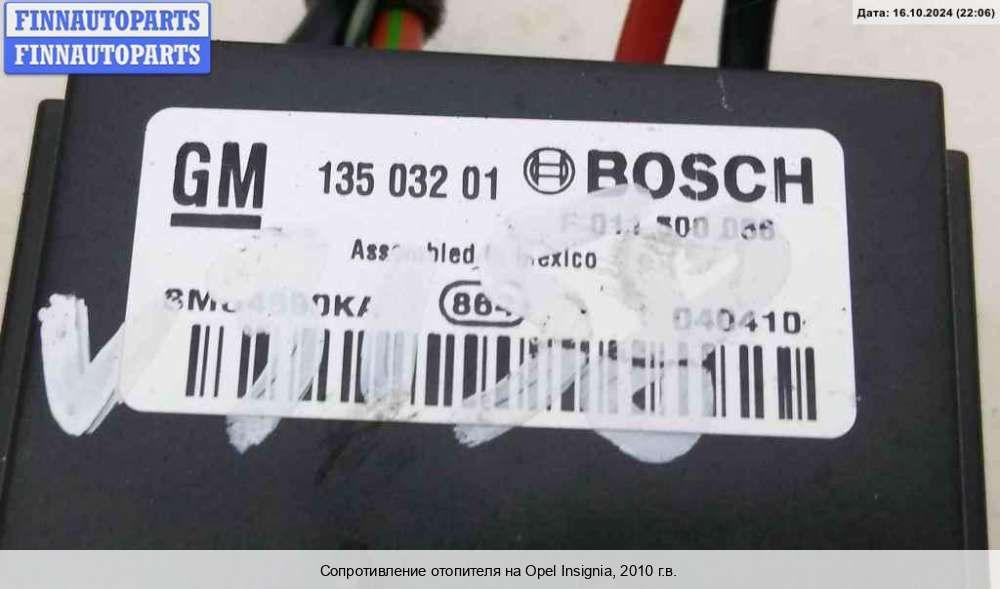 FINNAUTOPARTS
FINNAUTOPARTS
Дата: 16.10.2024 (22:06)
GM 135 032 01 BOSCH
Mexico
040410
Сопротивление отопителя на Opel Insignia, 2010 г.в.